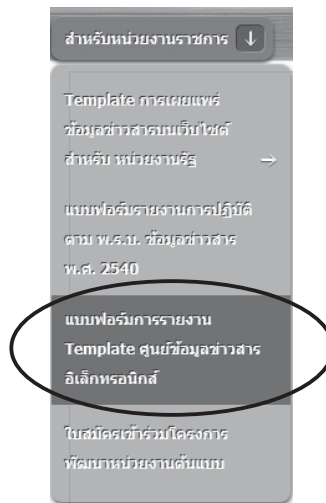 สำหรับหน่วยงานราชการ ↓
Template การเผยแพร่
ข้อมูลข่าวสารบนเว็บไซต์
สำหรับ หน่วยงานรัฐ →
แบบฟอร์มรายงานการปฏิบัติ
ตาม พ.ร.บ. ข้อมูลข่าวสาร
พ.ศ. 2540
แบบฟอร์มการรายงาน
Template ศูนย์ข้อมูลข่าวสาร
อิเล็กทรอนิกส์
ใบสมัครเข้าร่วมโครงการ
พัฒนาหน่วยงานต้นแบบ